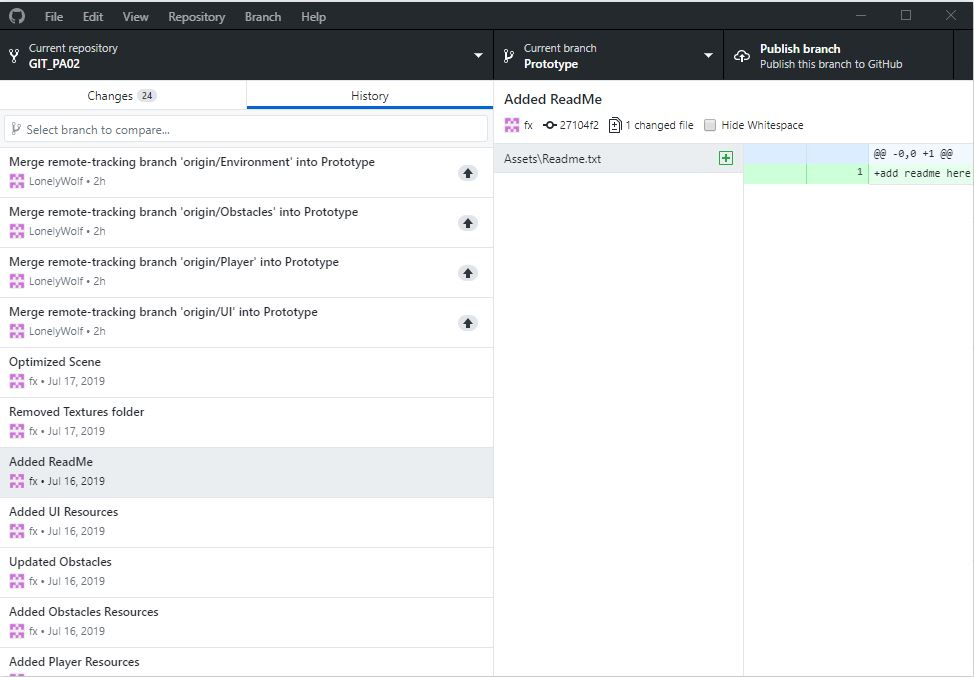 File Edit View Repository Branch Help
Current repository
GIT_PA02
Current branch
Prototype
Publish branch
Publish this branch to GitHub
Changes 24
History
Select branch to compare...
Merge remote-tracking branch 'origin/Environment' into Prototype
LonelyWolf • 2h
Merge remote-tracking branch 'origin/Obstacles' into Prototype
LonelyWolf • 2h
Merge remote-tracking branch 'origin/Player' into Prototype
LonelyWolf • 2h
Merge remote-tracking branch 'origin/UI' into Prototype
LonelyWolf • 2h
Optimized Scene
fx • Jul 17, 2019
Removed Textures folder
fx • Jul 17, 2019
Added ReadMe
fx • Jul 16, 2019
Added UI Resources
fx • Jul 16, 2019
Updated Obstacles
fx • Jul 16, 2019
Added Obstacles Resources
fx • Jul 16, 2019
Added Player Resources
Added ReadMe
fx 27104f2 1 changed file Hide Whitespace
Assets\Readme.txt
@@ -0,0 +1 @@
1 +add readme here